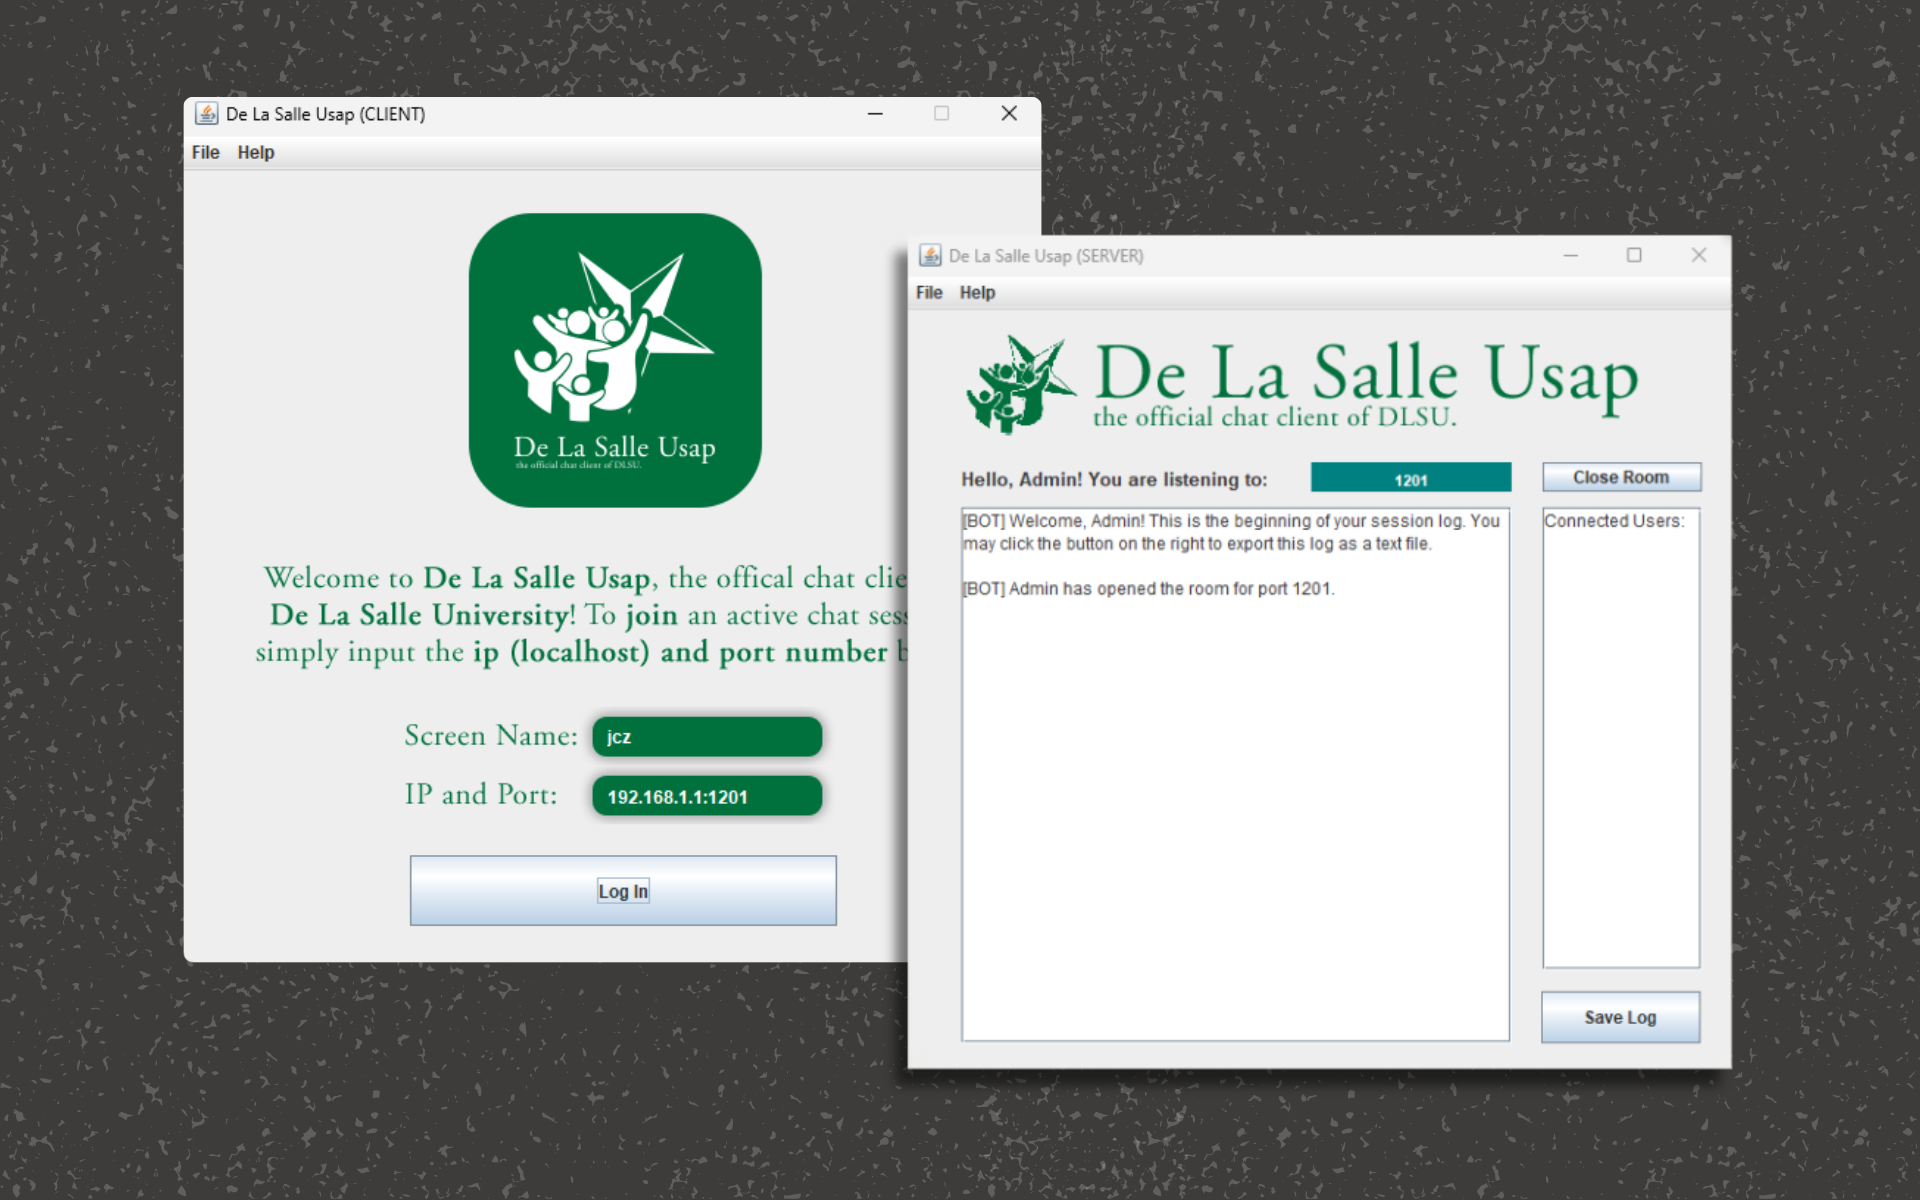 De La Salle Usap (CLIENT)
File Help
De La Salle Usap
the official chat client of DLSU.
Welcome to De La Salle Usap, the offical chat
De La Salle University! To join an active chat
simply input the ip (localhost) and port number
Screen Name: jcz
IP and Port: 192.168.1.1:1201
Log In
De La Salle Usap (SERVER)
File Help
De La Salle Usap
the official chat client of DLSU.
Hello, Admin! You are listening to: 1201 Close Room
[BOT] Welcome, Admin! This is the beginning of your session log. You
may click the button on the right to export this log as a text file.
[BOT] Admin has opened the room for port 1201.
Connected Users:
Save Log